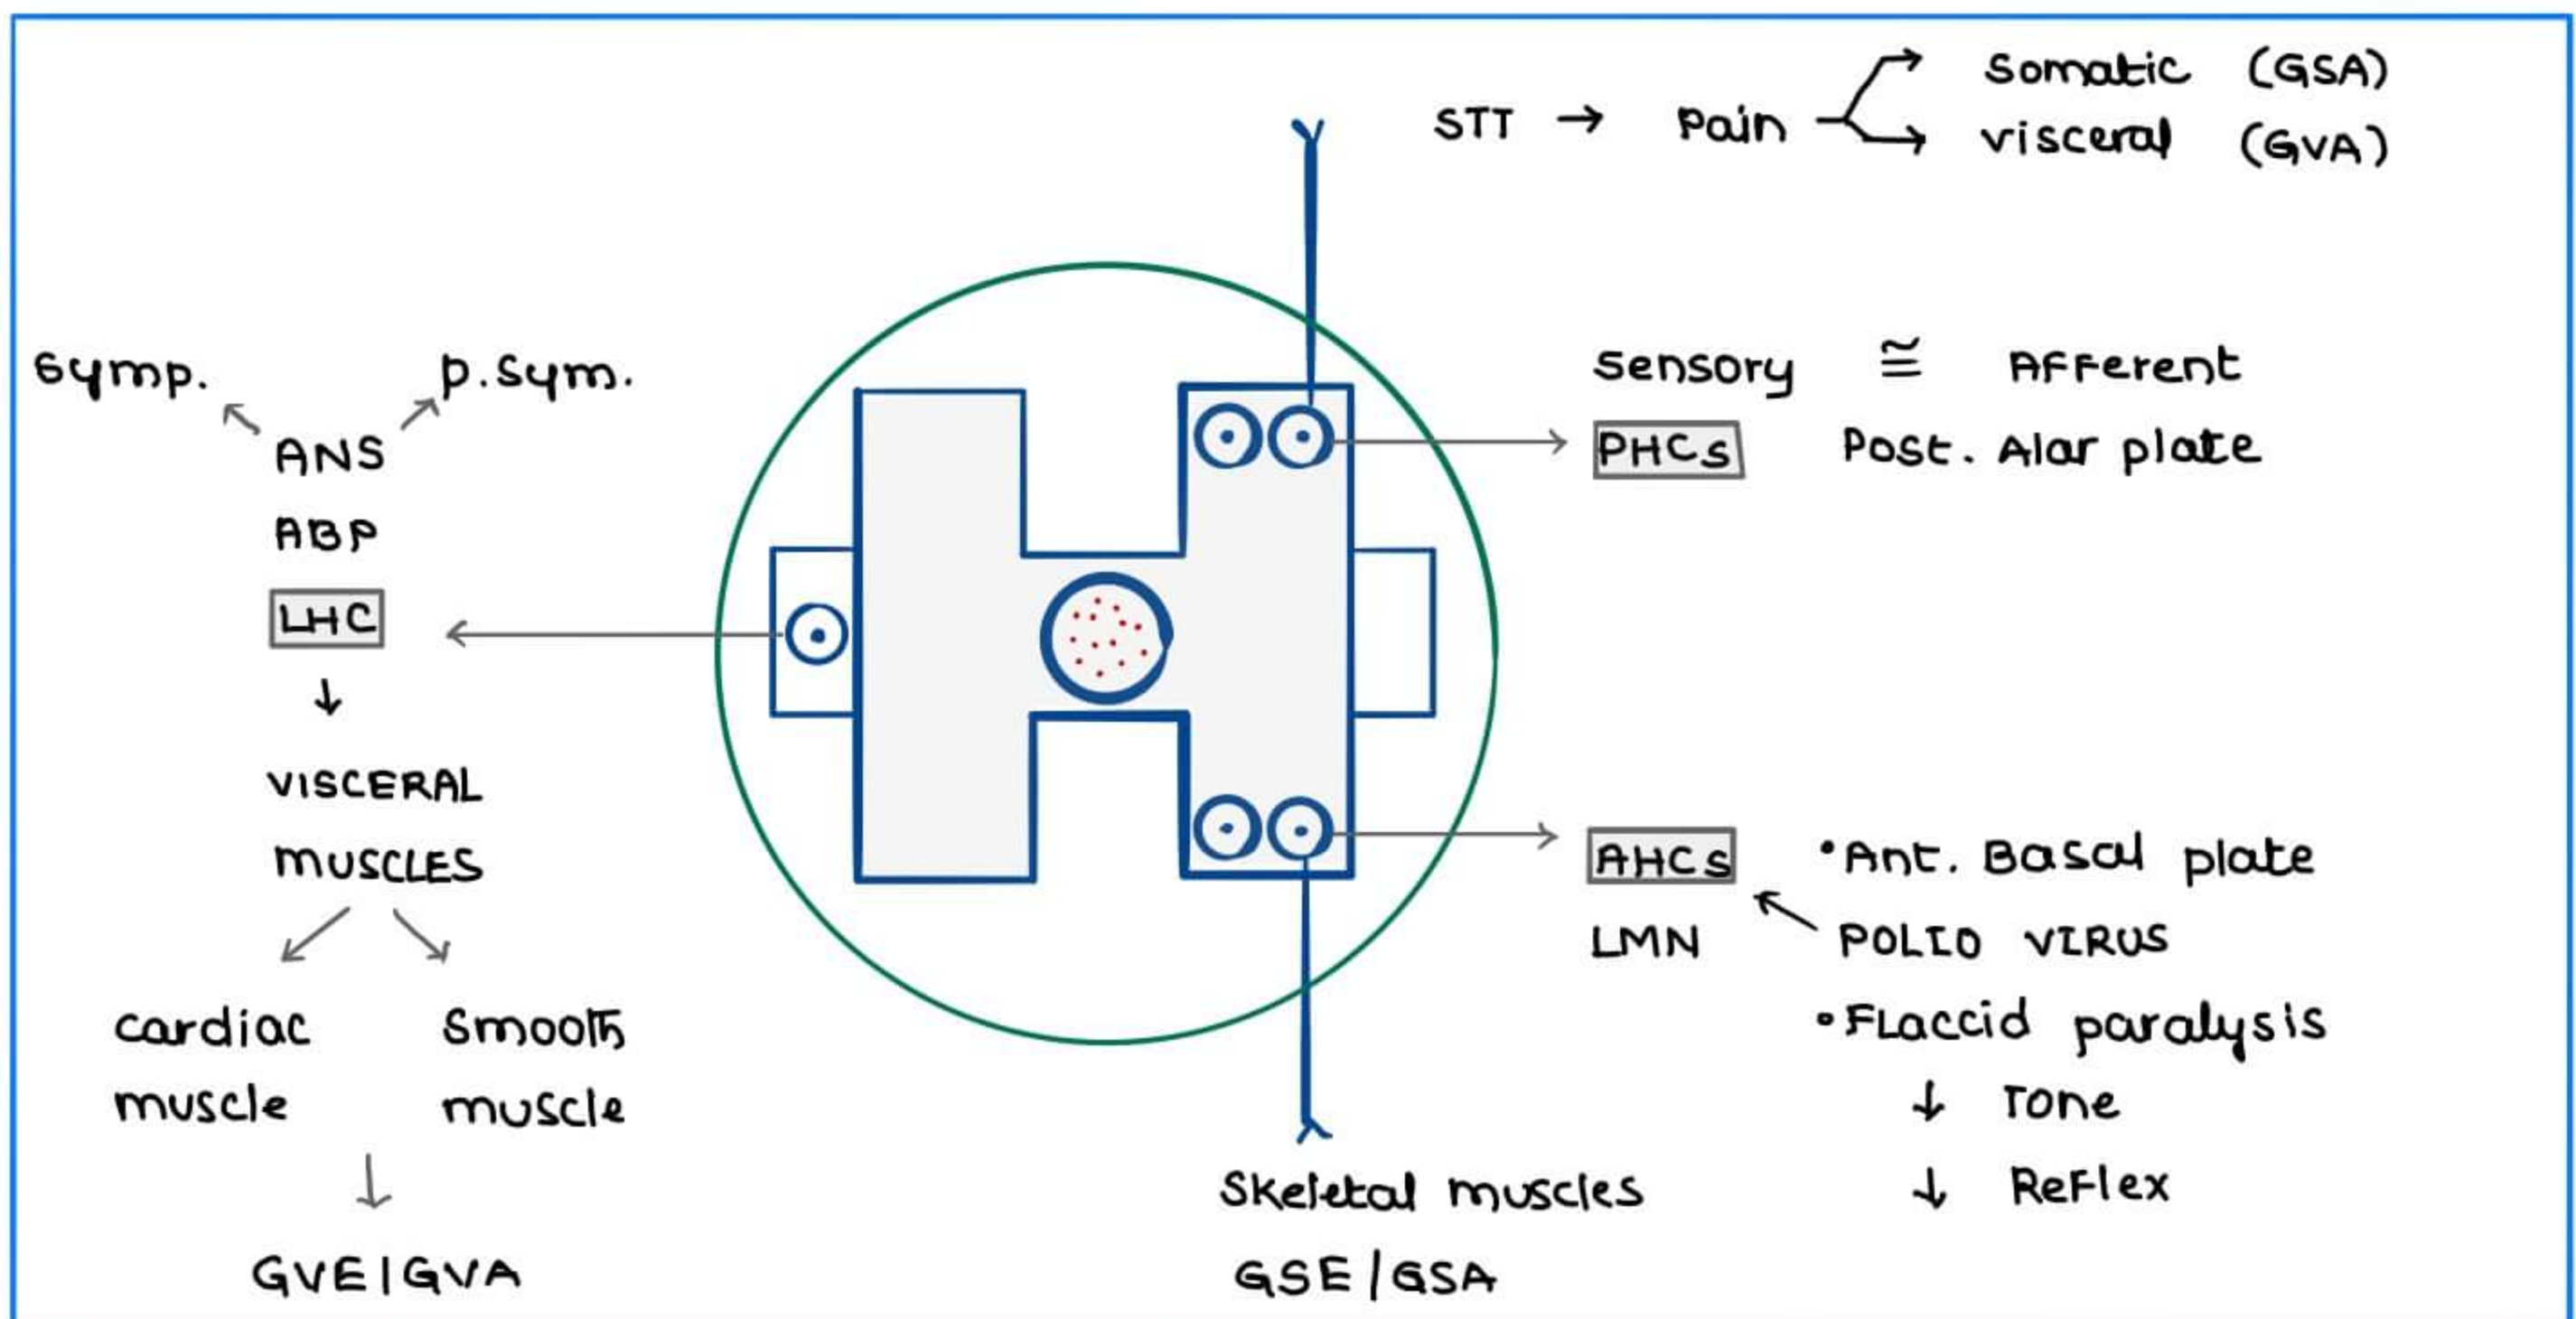 STT → Pain
Somatic (GSA)
visceral (GVA)
Symp. P.Sym.
ANS
ABP
LHC
↓
VISCERAL
MUSCLES
Cardiac muscle
Smooth muscle
↓
GVE|GVA
Sensory ≅ AFFerent
PHCs Post. Alar plate
AHCs •Ant. Basal plate
LMN POLIO VIRUS
•FLaccid paralysis
↓ Tone
↓ ReFlex
Skeletal muscles
GSE/GSA